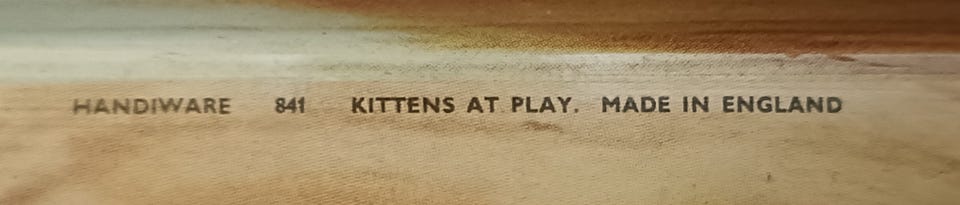 HANDIWARE 841 KITTENS AT PLAY. MADE IN ENGLAND